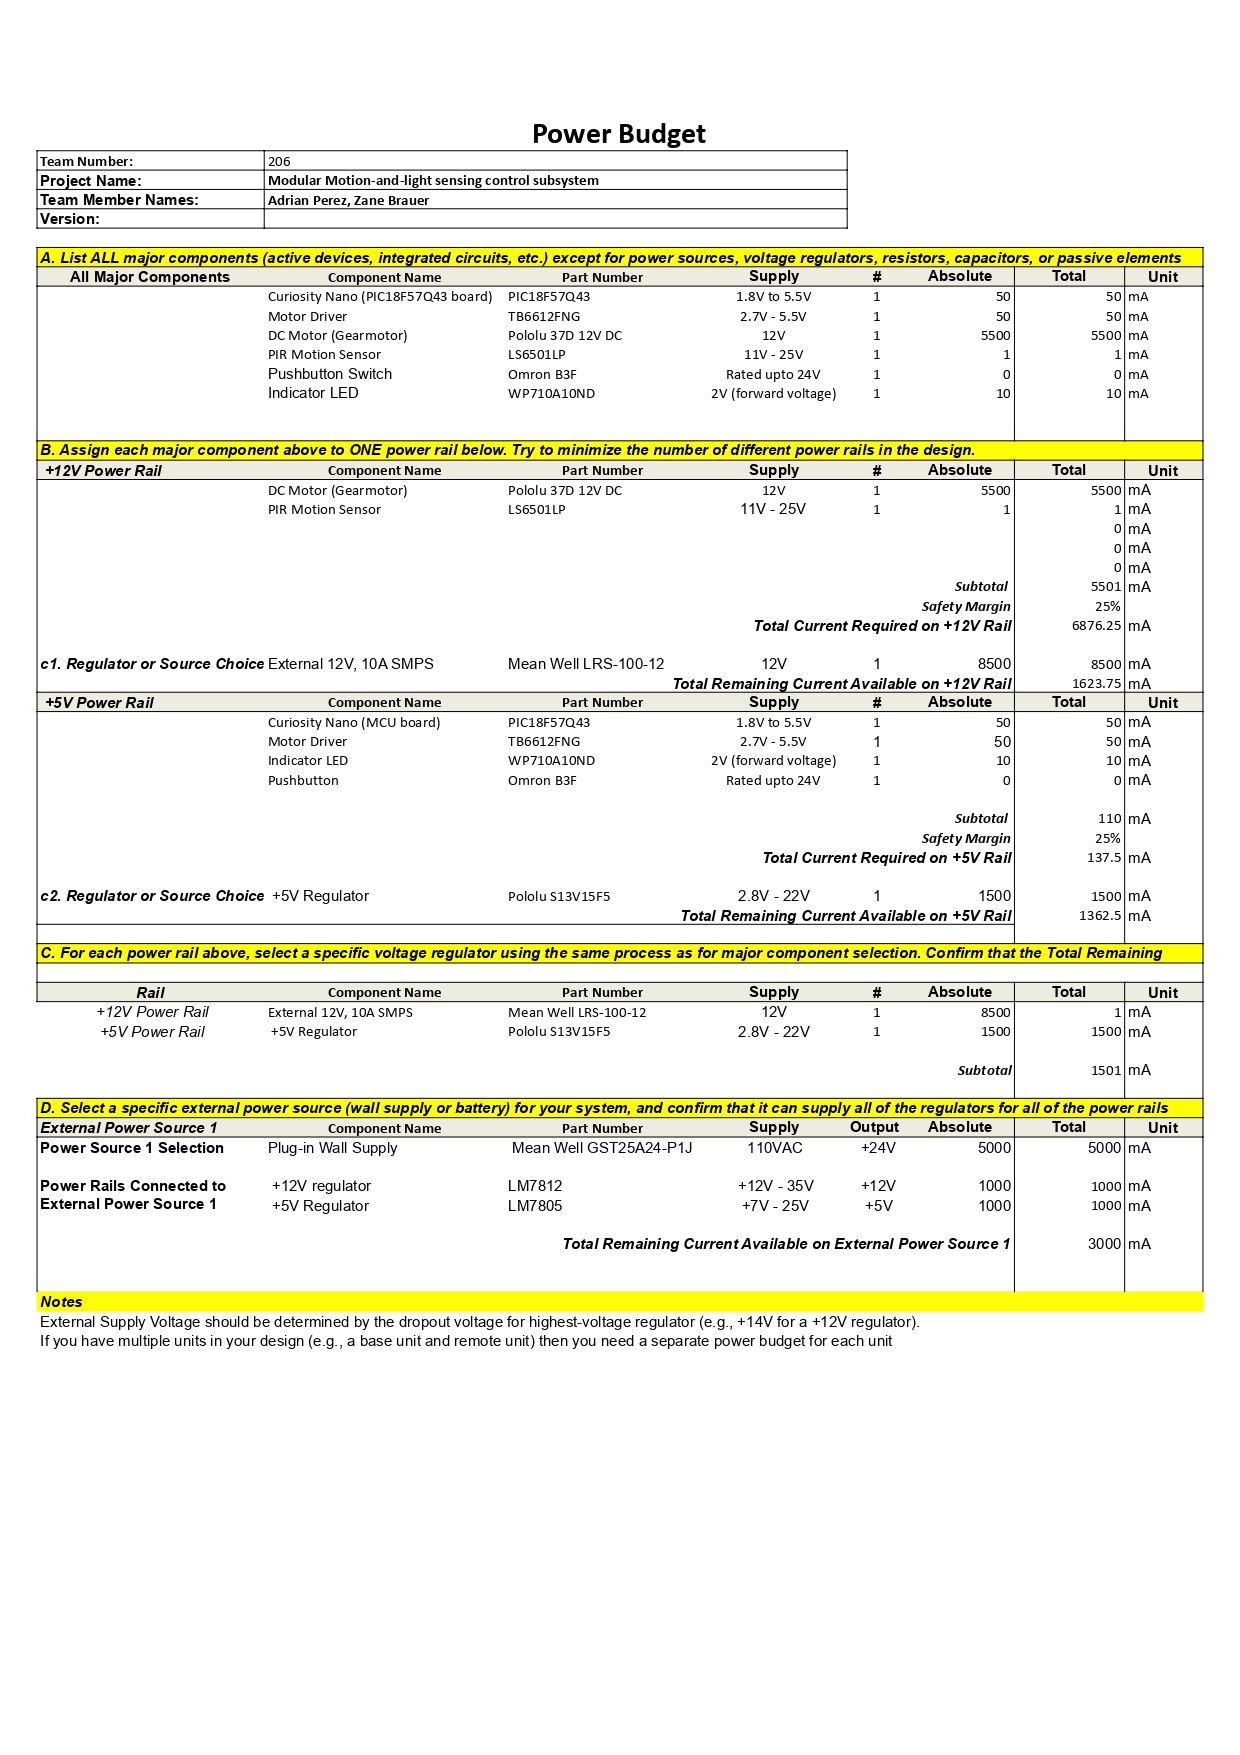 Power Budget
Team Number: 206
Project Name: Modular Motion-and-light sensing control subsystem
Team Member Names: Adrian Perez, Zane Brauer
Version:
A. List ALL major components (active devices, integrated circuits, etc.) except for power sources, voltage regulators, resistors, capacitors, or passive elements
All Major Components Component Name Part Number Supply # Absolute Total Unit
Curiosity Nano (PIC18F57Q43 board) PIC18F57Q43 1.8V to 5.5V 1 50 50 mA
Motor Driver TB6612FNG 2.7V - 5.5V 1 50 50 mA
DC Motor (Gearmotor) Pololu 37D 12V DC 12V 1 5500 5500 mA
PIR Motion Sensor LS6501LP 11V - 25V 1 1 1 mA
Pushbutton Switch Omron B3F Rated upto 24V 1 0 0 mA
Indicator LED WP710A10ND 2V (forward voltage) 1 10 10 mA
B. Assign each major component above to ONE power rail below. Try to minimize the number of different power rails in the design.
+12V Power Rail Component Name Part Number Supply # Absolute Total Unit
DC Motor (Gearmotor) Pololu 37D 12V DC 12V 1 5500 5500 mA
PIR Motion Sensor LS6501LP 11V - 25V 1 1 1 mA
0 mA
0 mA
0 mA
Subtotal 5501 mA
Safety Margin 25%
Total Current Required on +12V Rail 6876.25 mA
c1. Regulator or Source Choice External 12V, 10A SMPS Mean Well LRS-100-12 12V 1 8500 8500 mA
Total Remaining Current Available on +12V Rail 1623.75 mA
+5V Power Rail Component Name Part Number Supply # Absolute Total Unit
Curiosity Nano (MCU board) PIC18F57Q43 1.8V to 5.5V 1 50 50 mA
Motor Driver TB6612FNG 2.7V - 5.5V 1 50 50 mA
Indicator LED WP710A10ND 2V (forward voltage) 1 10 10 mA
Pushbutton Omron B3F Rated upto 24V 1 0 0 mA
Subtotal 110 mA
Safety Margin 25%
Total Current Required on +5V Rail 137.5 mA
c2. Regulator or Source Choice +5V Regulator Pololu S13V15F5 2.8V - 22V 1 1500 1500 mA
Total Remaining Current Available on +5V Rail 1362.5 mA
C. For each power rail above, select a specific voltage regulator using the same process as for major component selection. Confirm that the Total Remaining
Rail Component Name Part Number Supply # Absolute Total Unit
+12V Power Rail External 12V, 10A SMPS Mean Well LRS-100-12 12V 1 8500 1 mA
+5V Power Rail +5V Regulator Pololu S13V15F5 2.8V - 22V 1 1500 1500 mA
Subtotal 1501 mA
D. Select a specific external power source (wall supply or battery) for your system, and confirm that it can supply all of the regulators for all of the power rails
External Power Source 1 Component Name Part Number Supply Output Absolute Total Unit
Power Source 1 Selection Plug-in Wall Supply Mean Well GST25A24-P1J 110VAC +24V 5000 5000 mA
Power Rails Connected to +12V regulator LM7812 +12V - 35V +12V 1000 1000 mA
External Power Source 1 +5V Regulator LM7805 +7V - 25V +5V 1000 1000 mA
Total Remaining Current Available on External Power Source 1 3000 mA
Notes
External Supply Voltage should be determined by the dropout voltage for highest-voltage regulator (e.g., +14V for a +12V regulator).
If you have multiple units in your design (e.g., a base unit and remote unit) then you need a separate power budget for each unit